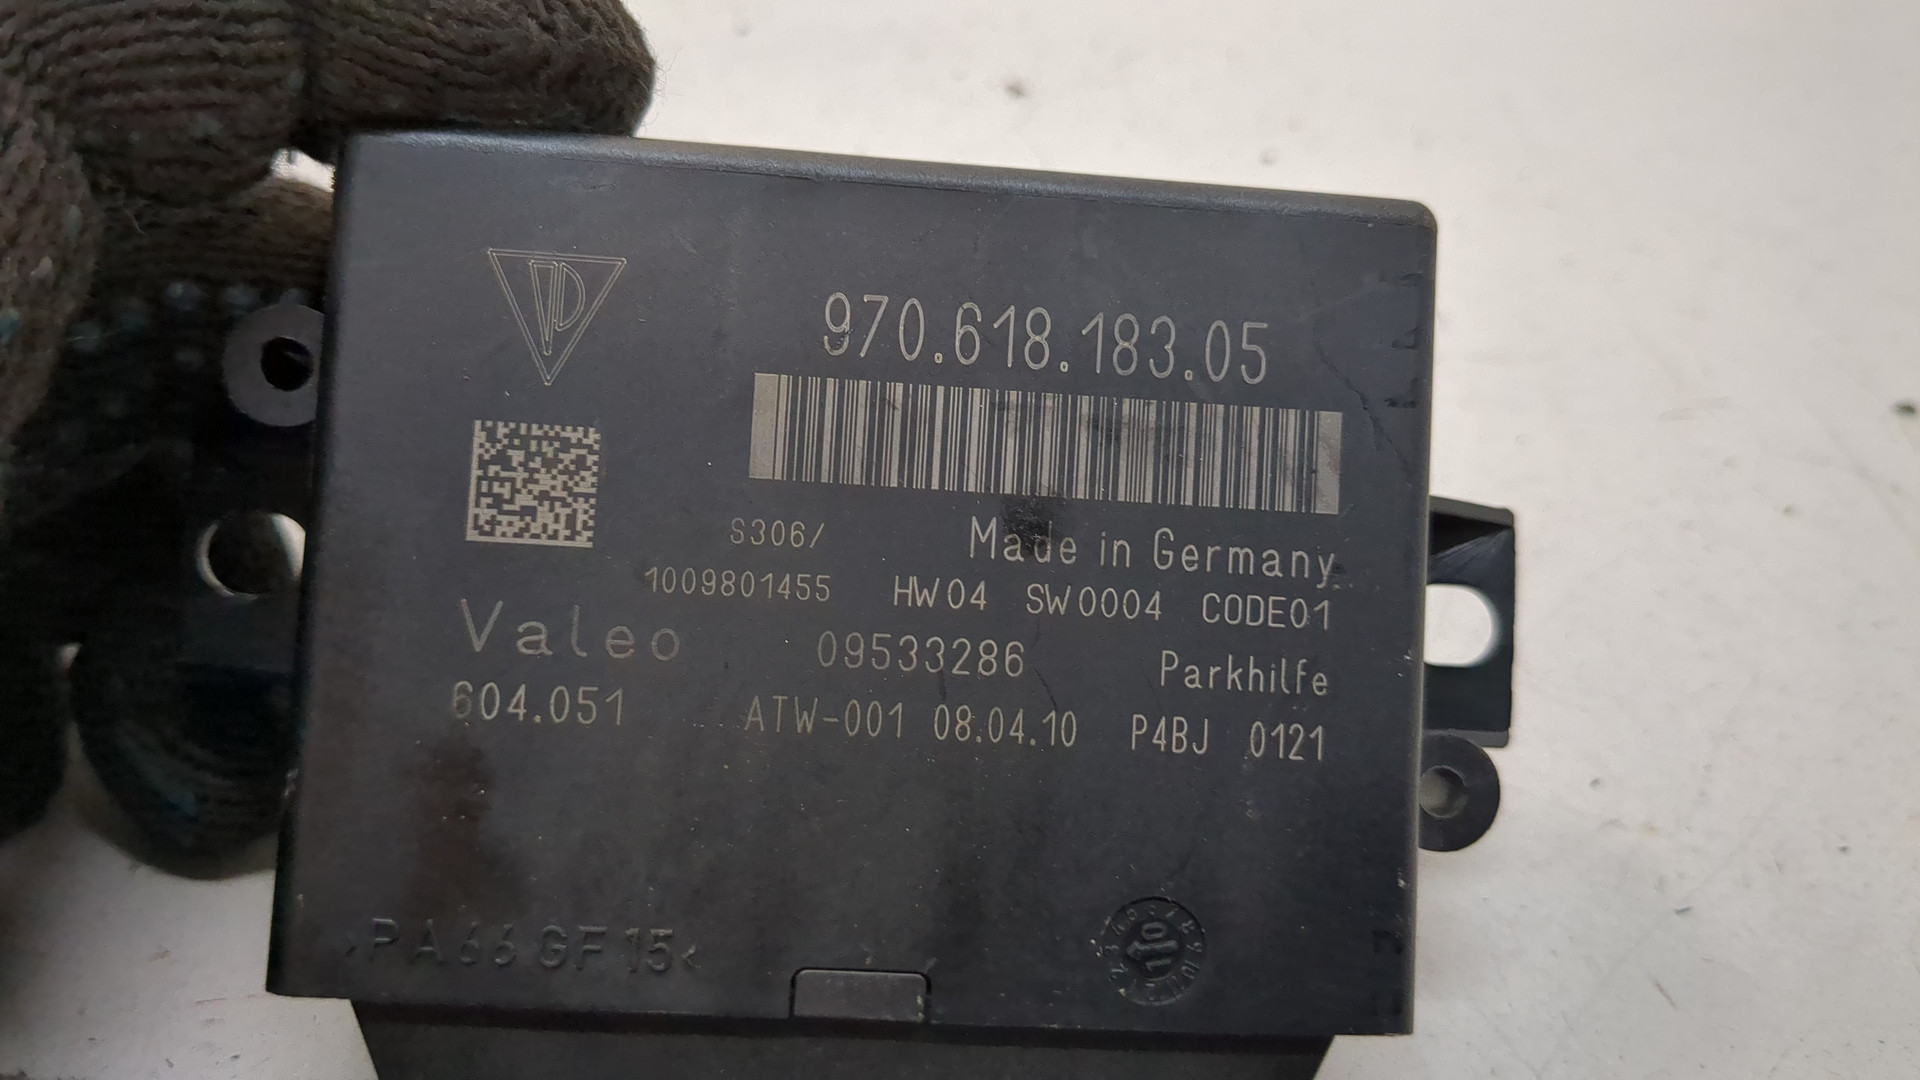 970.618.183.05
S306/
Made in Germany
1009801455 HW04 SW0004 CODE01
Valeo 09533286 Parkhilfe
604.051 ATW-001 08.04.10 P4BJ 0121
>PA66 GF15<